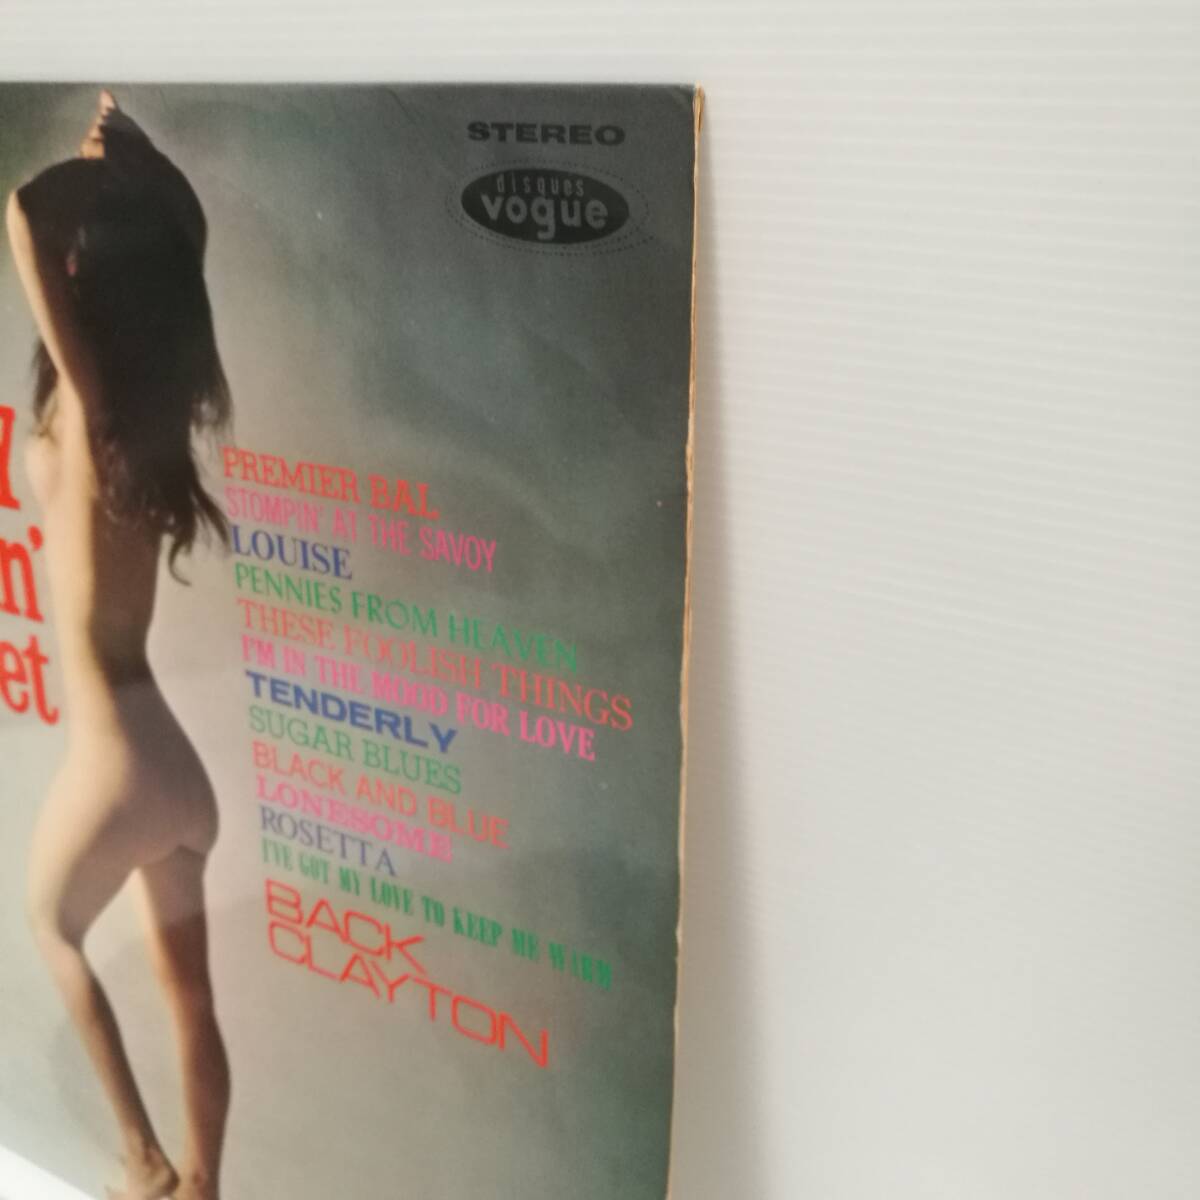 STEREO
disques
vogue
n'
et
PREMIER BAL
STOMPIN' AT THE SAVOY
LOUISE
PENNIES FROM HEAVEN
THESE FOOLISH THINGS
I'M IN THE MOOD FOR LOVE
TENDERLY
SUGAR BLUES
BLACK AND BLUE
LONESOME
ROSETTA
I'VE GOT MY LOVE TO KEEP ME WARM
BACK
CLAYTON